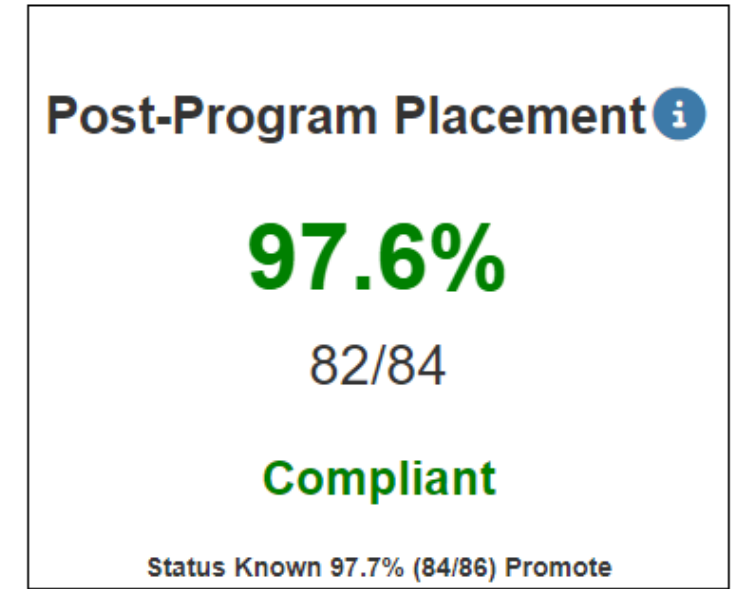 Post-Program Placement i
97.6%
82/84
Compliant
Status Known 97.7% (84/86) Promote